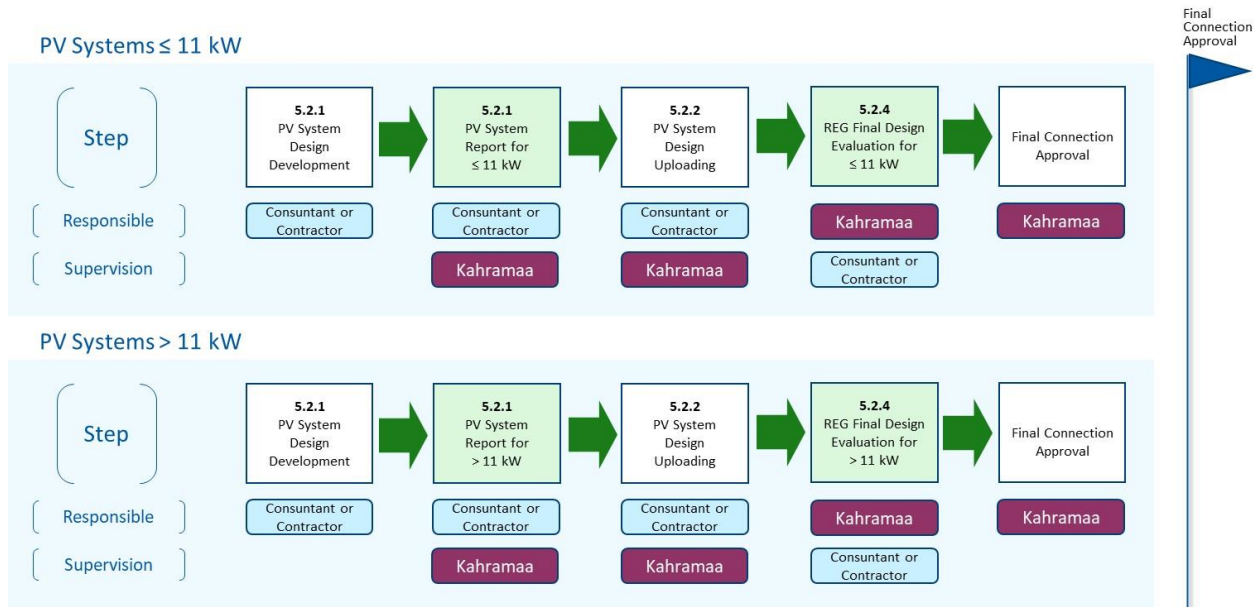 Final
Connection
Approval
PV Systems ≤ 11 kW
Step
5.2.1
PV System
Design
Development
5.2.1
PV System
Report for
≤ 11 kW
5.2.2
PV System
Design
Uploading
5.2.4
REG Final Design
Evaluation for
≤ 11 kW
Final Connection
Approval
Responsible
Consuntant or
Contractor
Consuntant or
Contractor
Consuntant or
Contractor
Kahramaa
Kahramaa
Supervision
Kahramaa
Kahramaa
Consuntant or
Contractor
PV Systems > 11 kW
Step
5.2.1
PV System
Design
Development
5.2.1
PV System
Report for
> 11 kW
5.2.2
PV System
Design
Uploading
5.2.4
REG Final Design
Evaluation for
> 11 kW
Final Connection
Approval
Responsible
Consuntant or
Contractor
Consuntant or
Contractor
Consuntant or
Contractor
Kahramaa
Kahramaa
Supervision
Kahramaa
Kahramaa
Consuntant or
Contractor